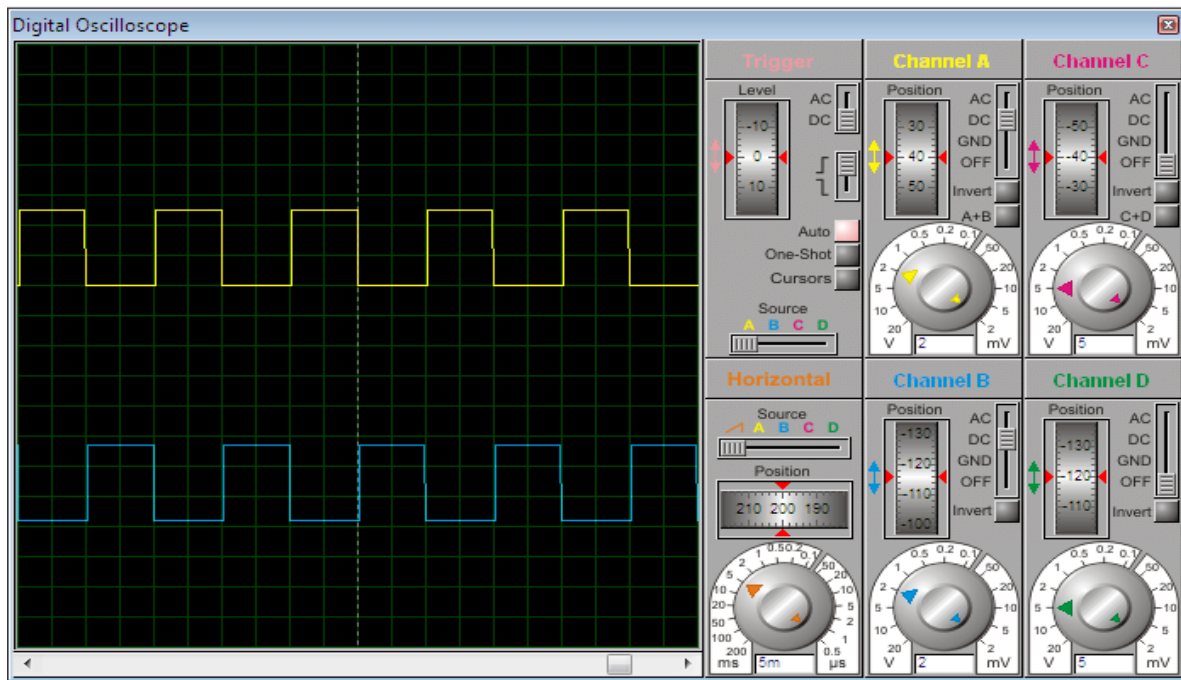 Digital Oscilloscope
Trigger
Level
-10
0
10
AC
DC
Auto
One-Shot
Cursors
Source
A B C D
Channel A
Position
30
40
50
AC
DC
GND
OFF
Invert
A+B
20 10 5 2 1 0.5 0.2 0.1 50 20 10 5 2
V 2 mV
Channel C
Position
-50
-40
-30
AC
DC
GND
OFF
Invert
C+D
20 10 5 2 1 0.5 0.2 0.1 50 20 10 5 2
V 5 mV
Horizontal
Source
A B C D
Position
210 200 190
200 100 50 20 10 5 2 1 0.5 0.2 0.1 50 20 10 5 2 1 0.5
ms 5m µs
Channel B
Position
-130
-120
-110
-100
AC
DC
GND
OFF
Invert
20 10 5 2 1 0.5 0.2 0.1 50 20 10 5 2
V 2 mV
Channel D
Position
-130
-120
-110
AC
DC
GND
OFF
Invert
20 10 5 2 1 0.5 0.2 0.1 50 20 10 5 2
V 5 mV